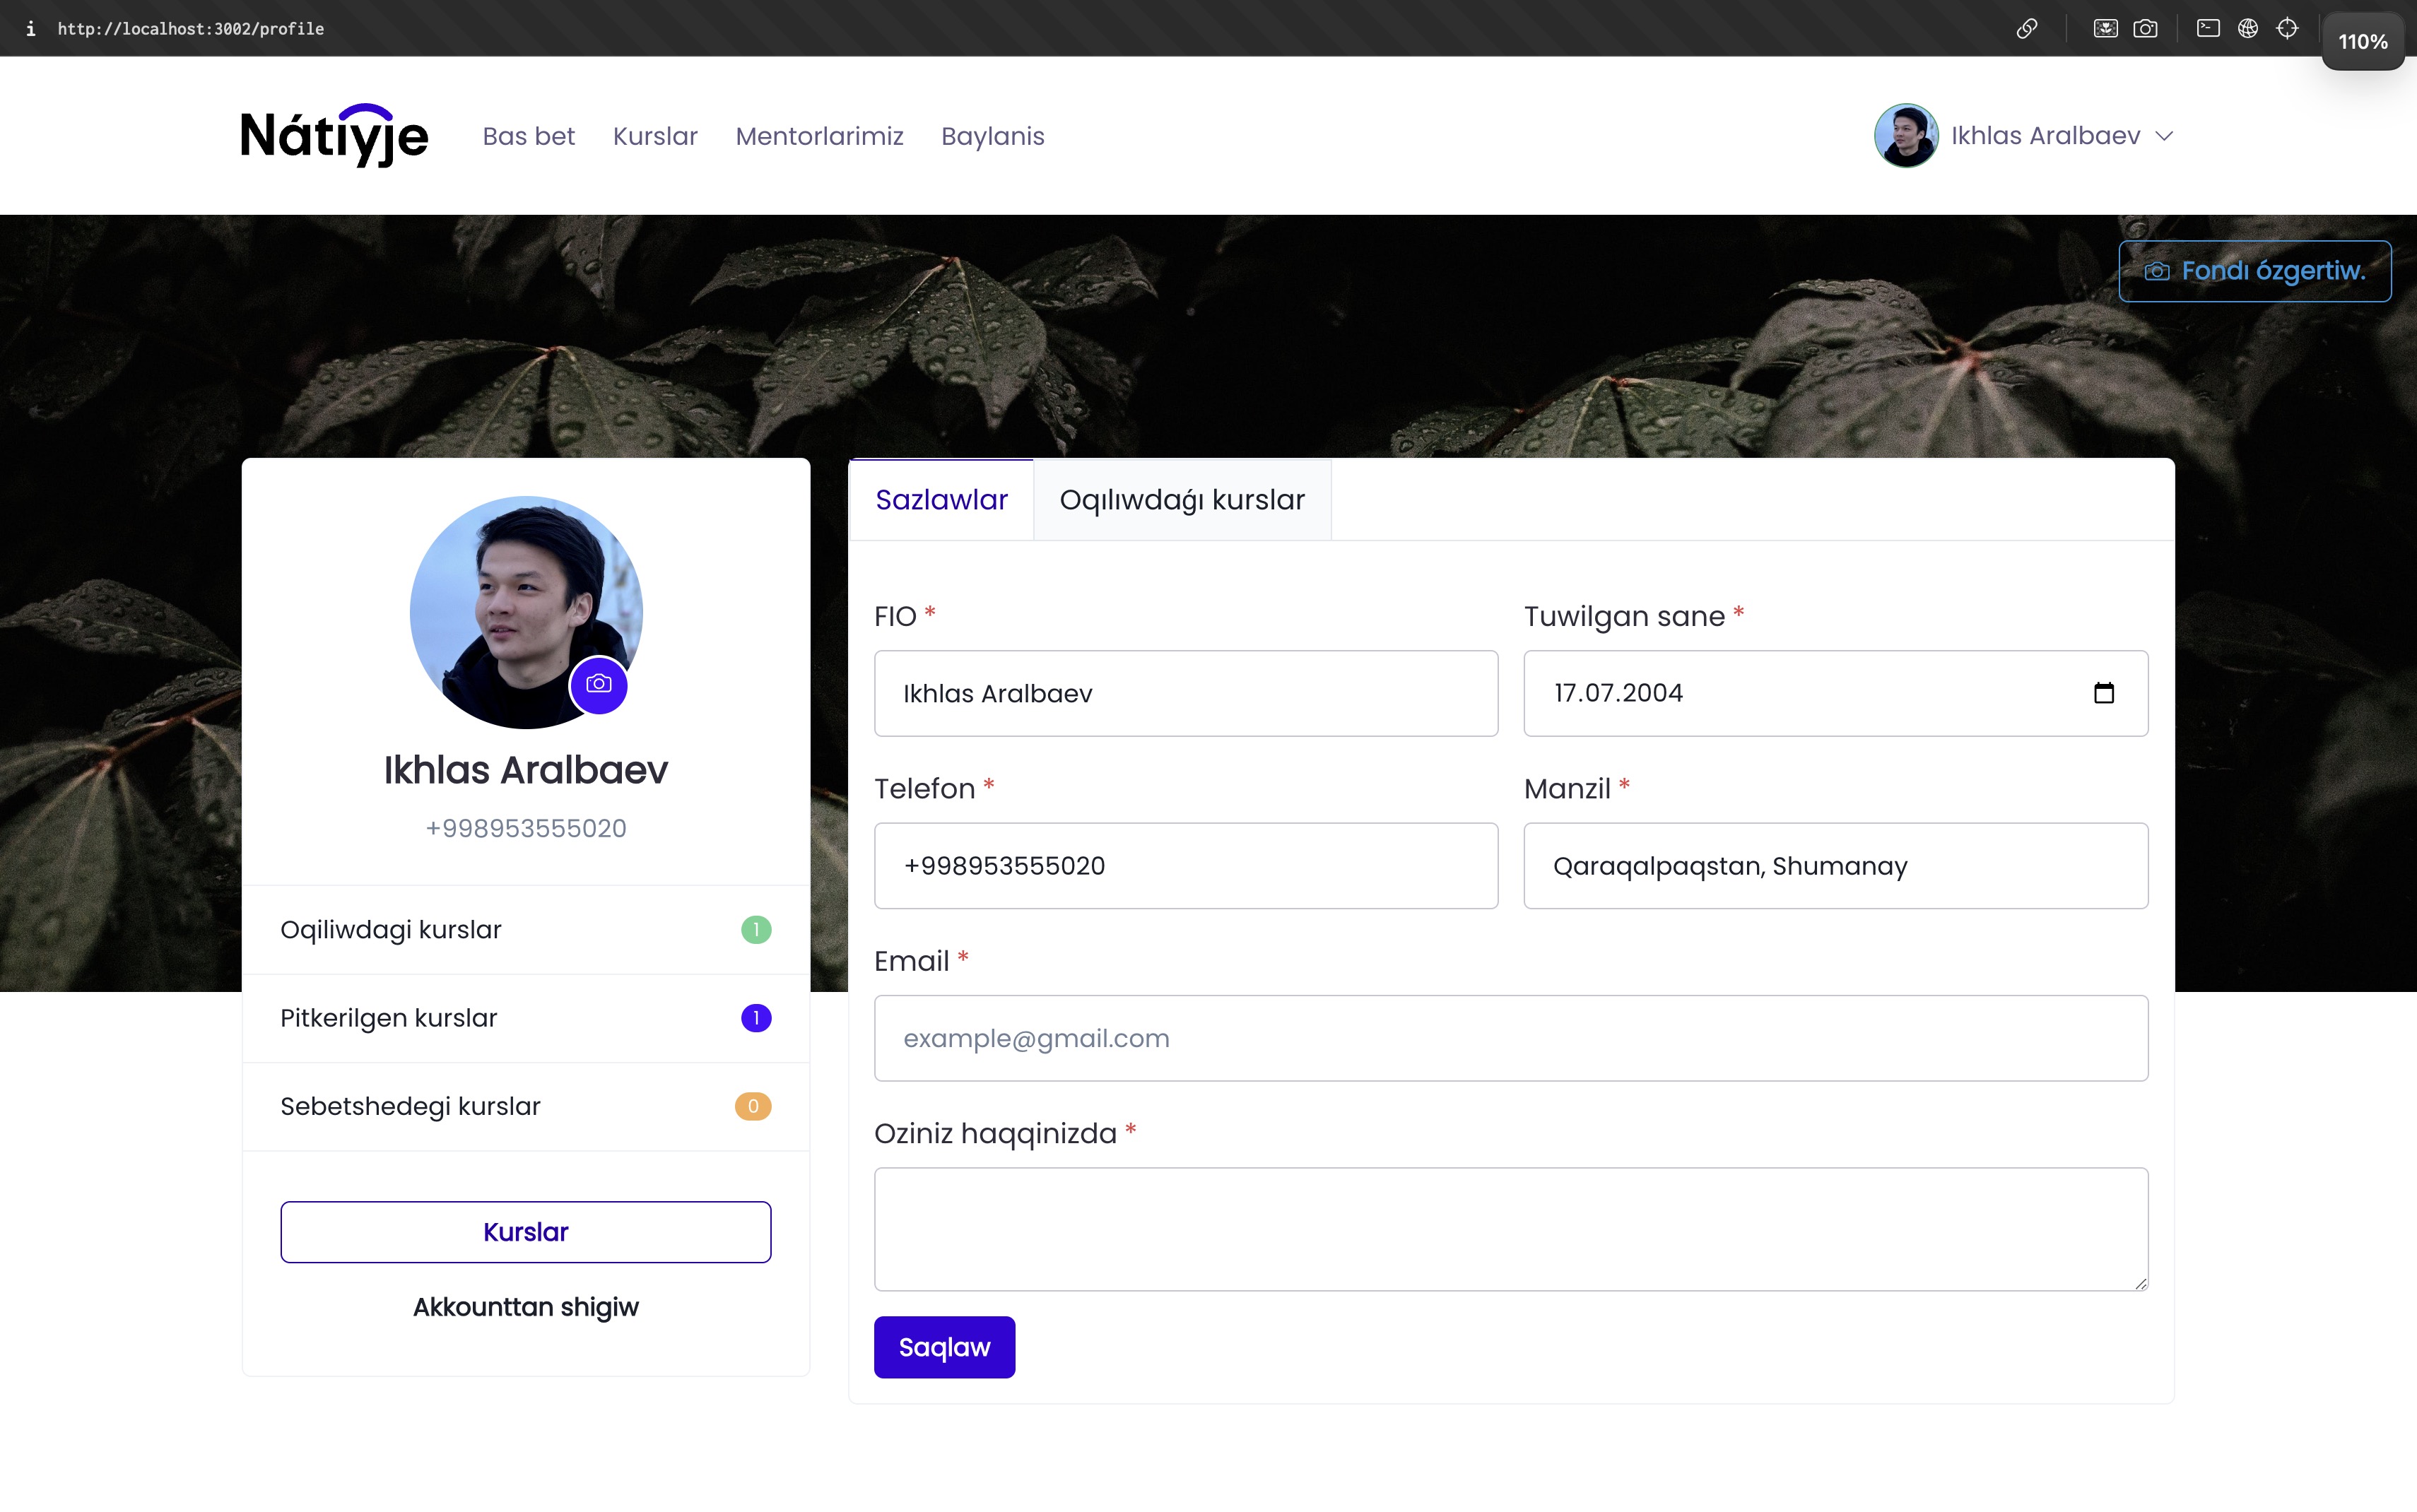 http://localhost:3002/profile
110%
Nátiyje
Bas bet
Kurslar
Mentorlarimiz
Baylanis
Ikhlas Aralbaev
Fondı ózgertiw.
Ikhlas Aralbaev
+998953555020
Oqiliwdagi kurslar 1
Pitkerilgen kurslar 1
Sebetshedegi kurslar 0
Kurslar
Akkounttan shigiw
Sazlawlar
Oqılıwdaǵı kurslar
FIO *
Ikhlas Aralbaev
Tuwilgan sane *
17.07.2004
Telefon *
+998953555020
Manzil *
Qaraqalpaqstan, Shumanay
Email *
example@gmail.com
Oziniz haqqinizda *
Saqlaw